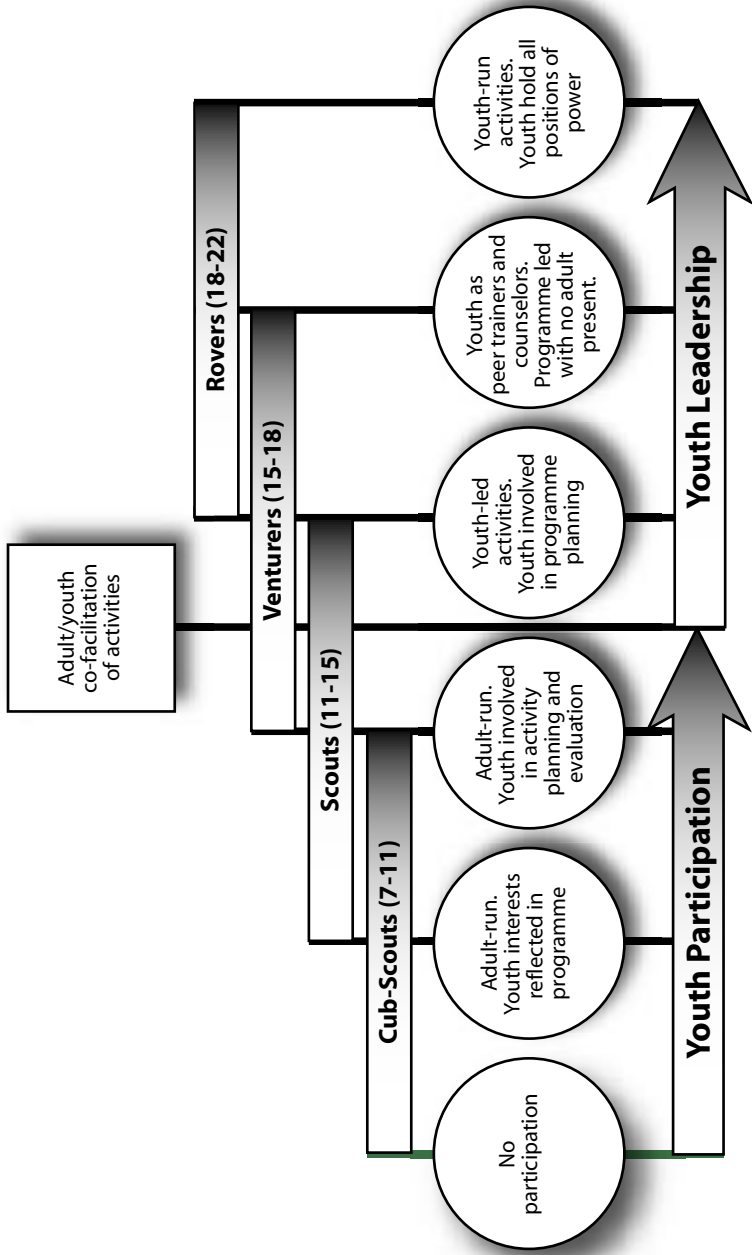 Adult/youth
co-facilitation
of activities
Rovers (18-22)
Venturers (15-18)
Scouts (11-15)
Cub-Scouts (7-11)
No
participation
Adult-run.
Youth interests
reflected in
programme
Adult-run.
Youth involved
in activity
planning and
evaluation
Youth-led
activities.
Youth involved
in programme
planning
Youth as
peer trainers and
counselors.
Programme led
with no adult
present.
Youth-run
activities.
Youth hold all
positions of
power
Youth Participation
Youth Leadership